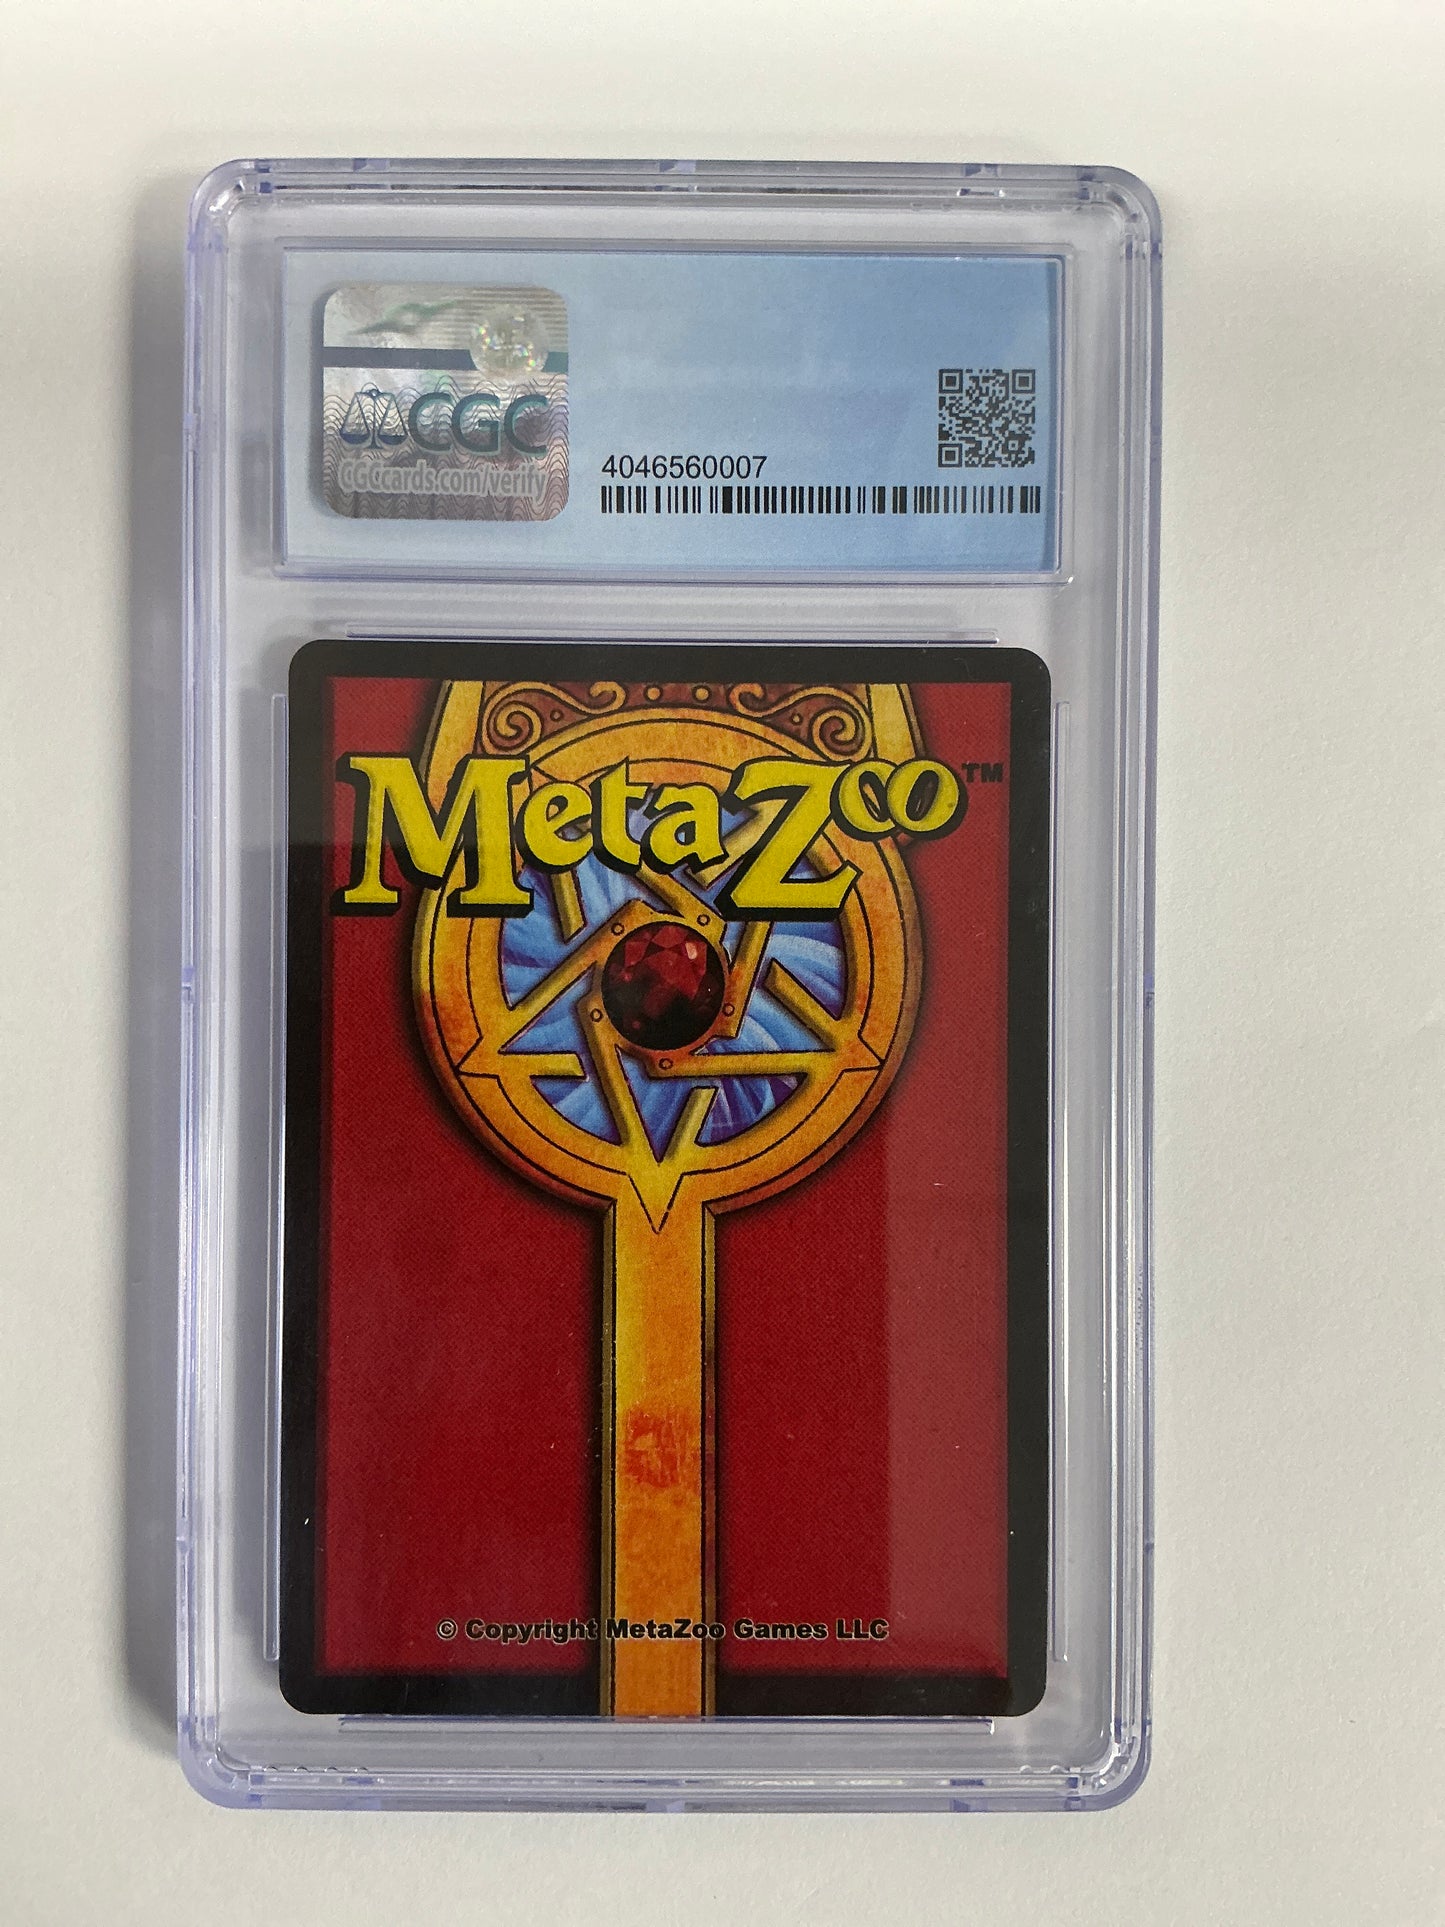 CGC
CGCcards.com/verify
4046560007
MetaZoo™
© Copyright MetaZoo Games LLC